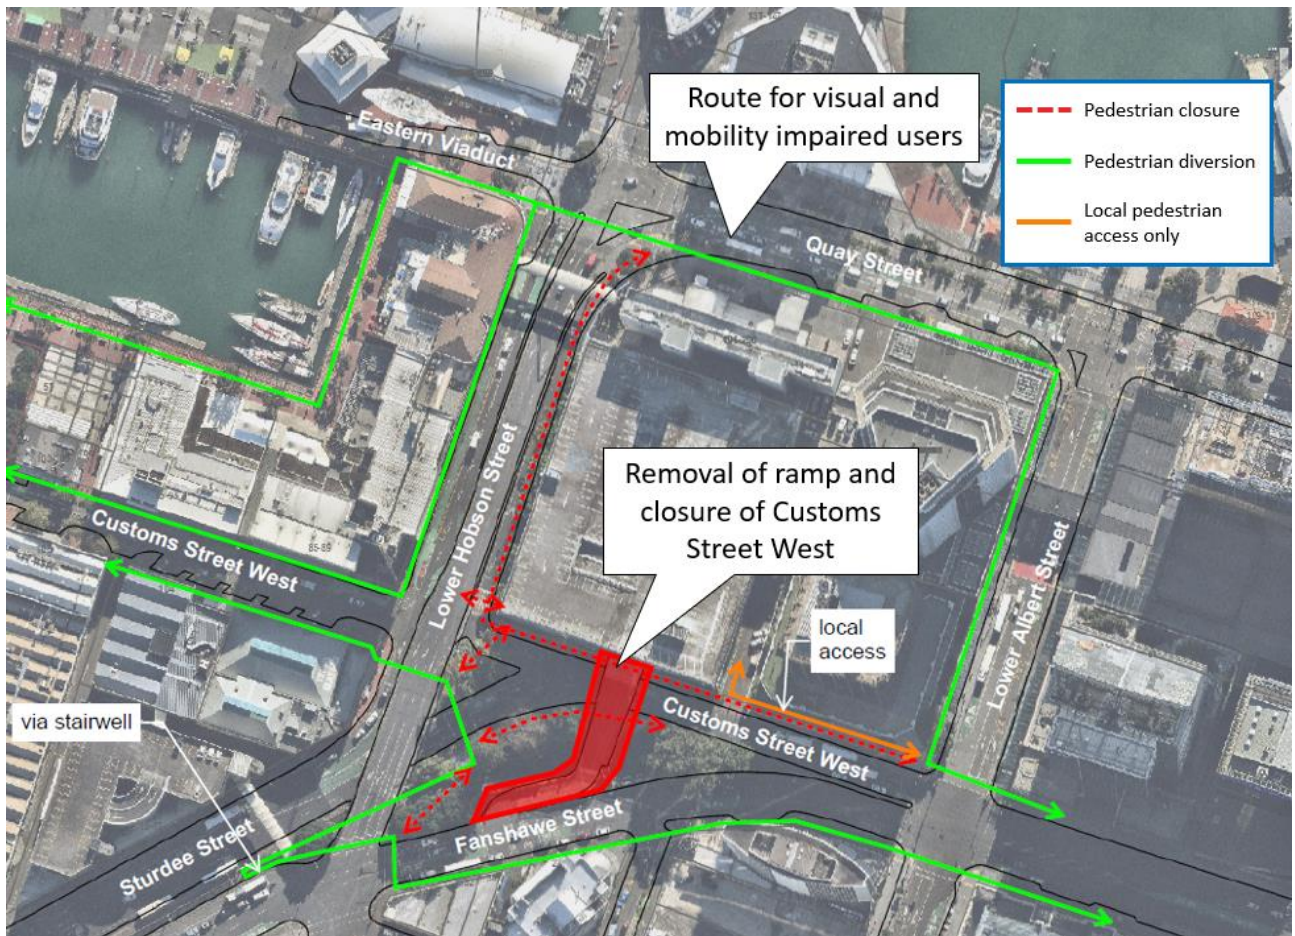 Route for visual and
mobility impaired users
Pedestrian closure
Pedestrian diversion
Local pedestrian
access only
Eastern Viaduct
Quay Street
Removal of ramp and
closure of Customs
Street West
Lower Hobson Street
Customs Street West
85-89
Lower Albert Street
local
access
via stairwell
Customs Street West
Fanshawe Street
Sturdee Street